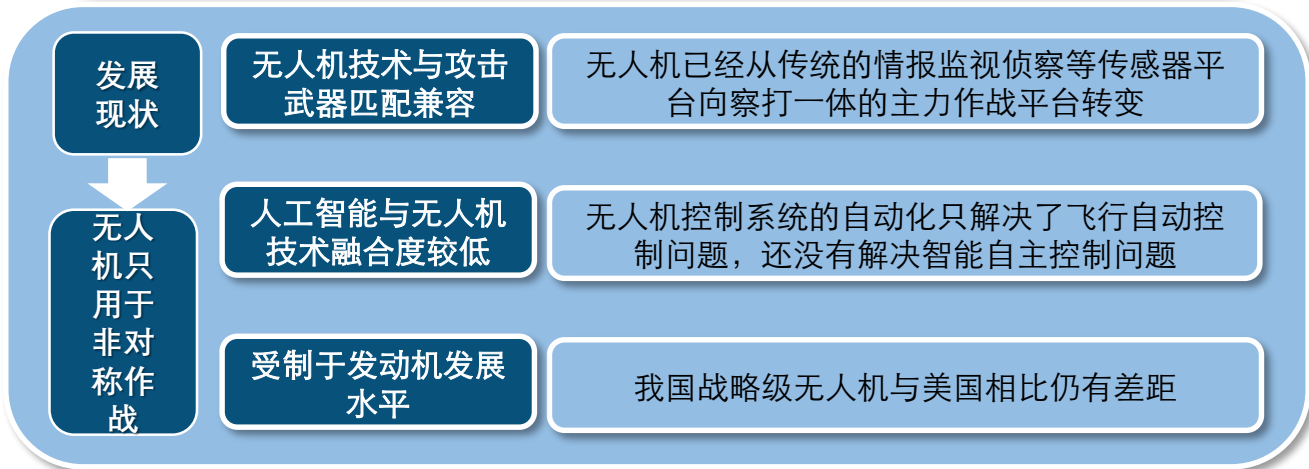 发展
现状
无人机技术与攻击
武器匹配兼容
无人机已经从传统的情报监视侦察等传感器平
台向察打一体的主力作战平台转变
无人
机只
用于
非对
称作
战
人工智能与无人机
技术融合度较低
无人机控制系统的自动化只解决了飞行自动控
制问题，还没有解决智能自主控制问题
受制于发动机发展
水平
我国战略级无人机与美国相比仍有差距